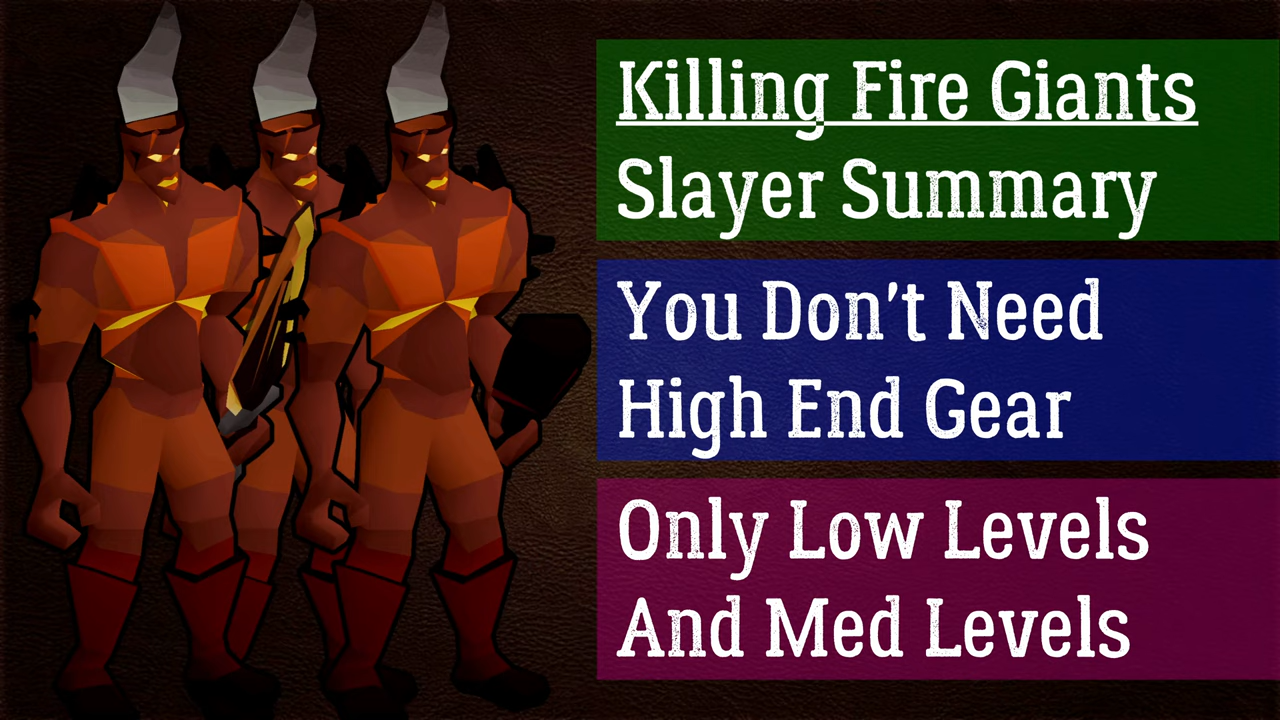 Killing Fire Giants
Slayer Summary
You Don't Need
High End Gear
Only Low Levels
And Med Levels